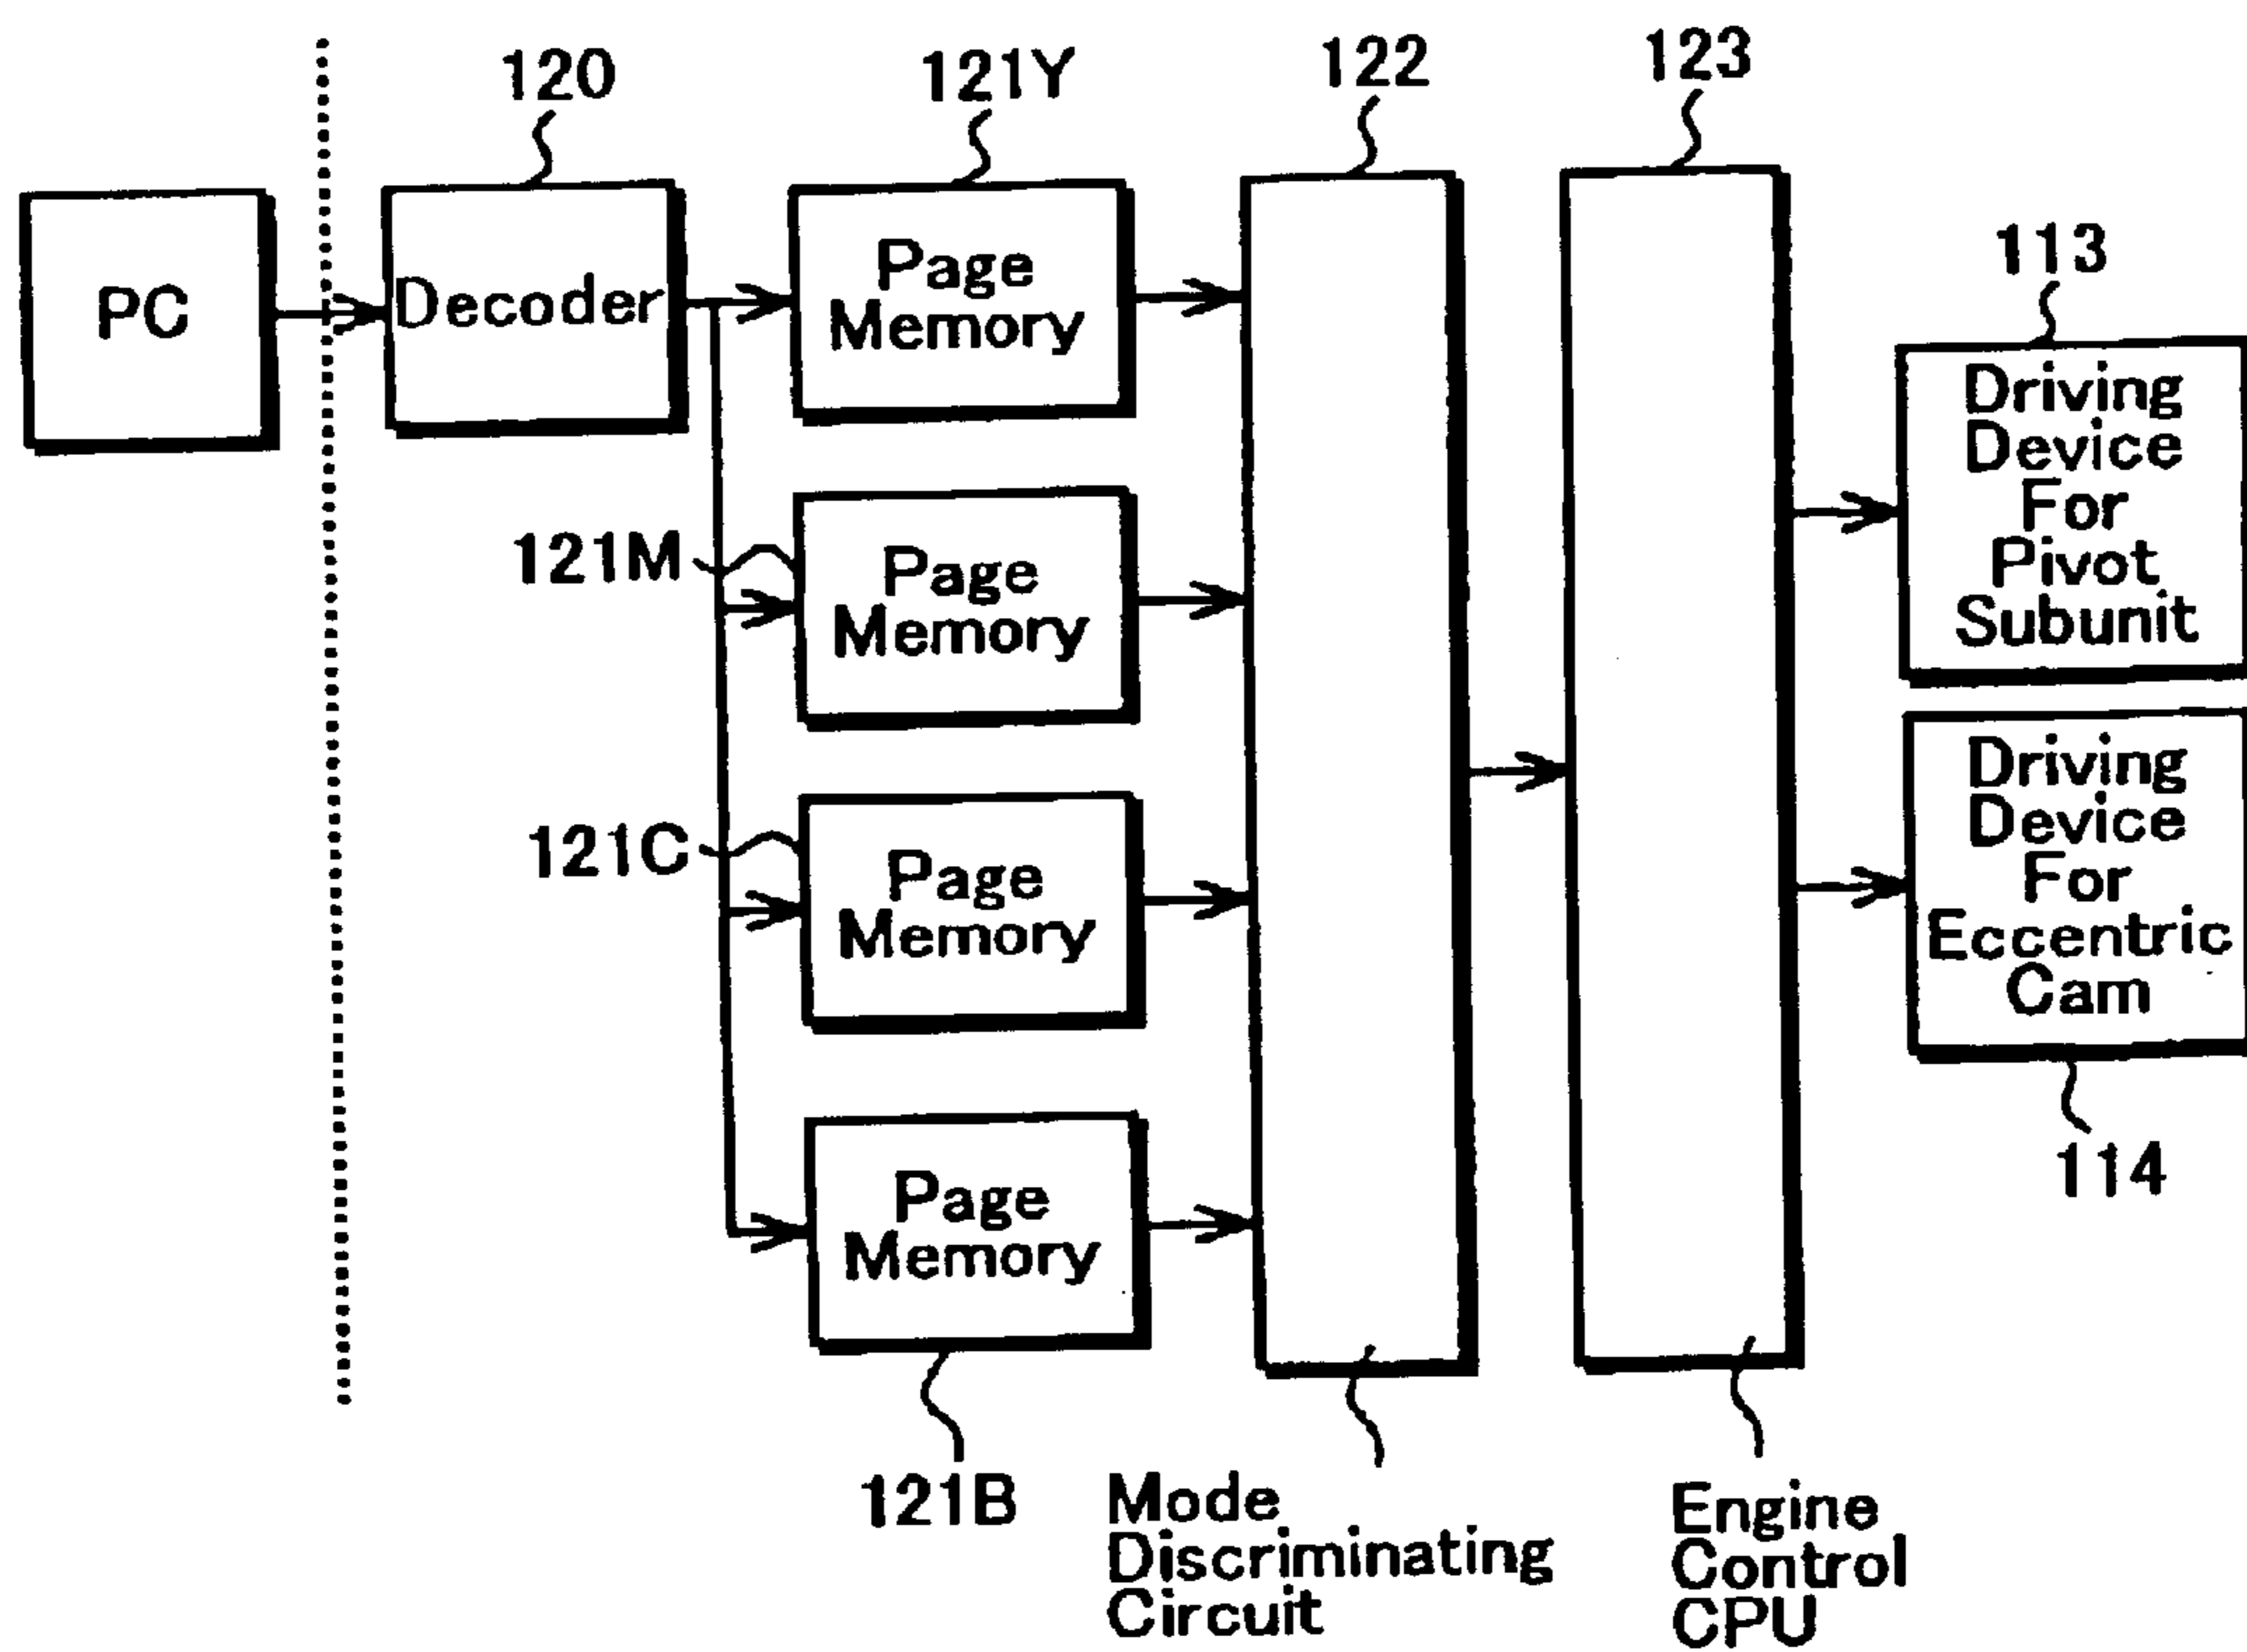 120
121Y
122
123
PC
Decoder
Page
Memory
113
Driving
Device
For
Pivot
Subunit
121M
Page
Memory
121C
Page
Memory
Driving
Device
For
Eccentric
Cam
114
Page
Memory
121B
Mode
Discriminating
Circuit
Engine
Control
CPU